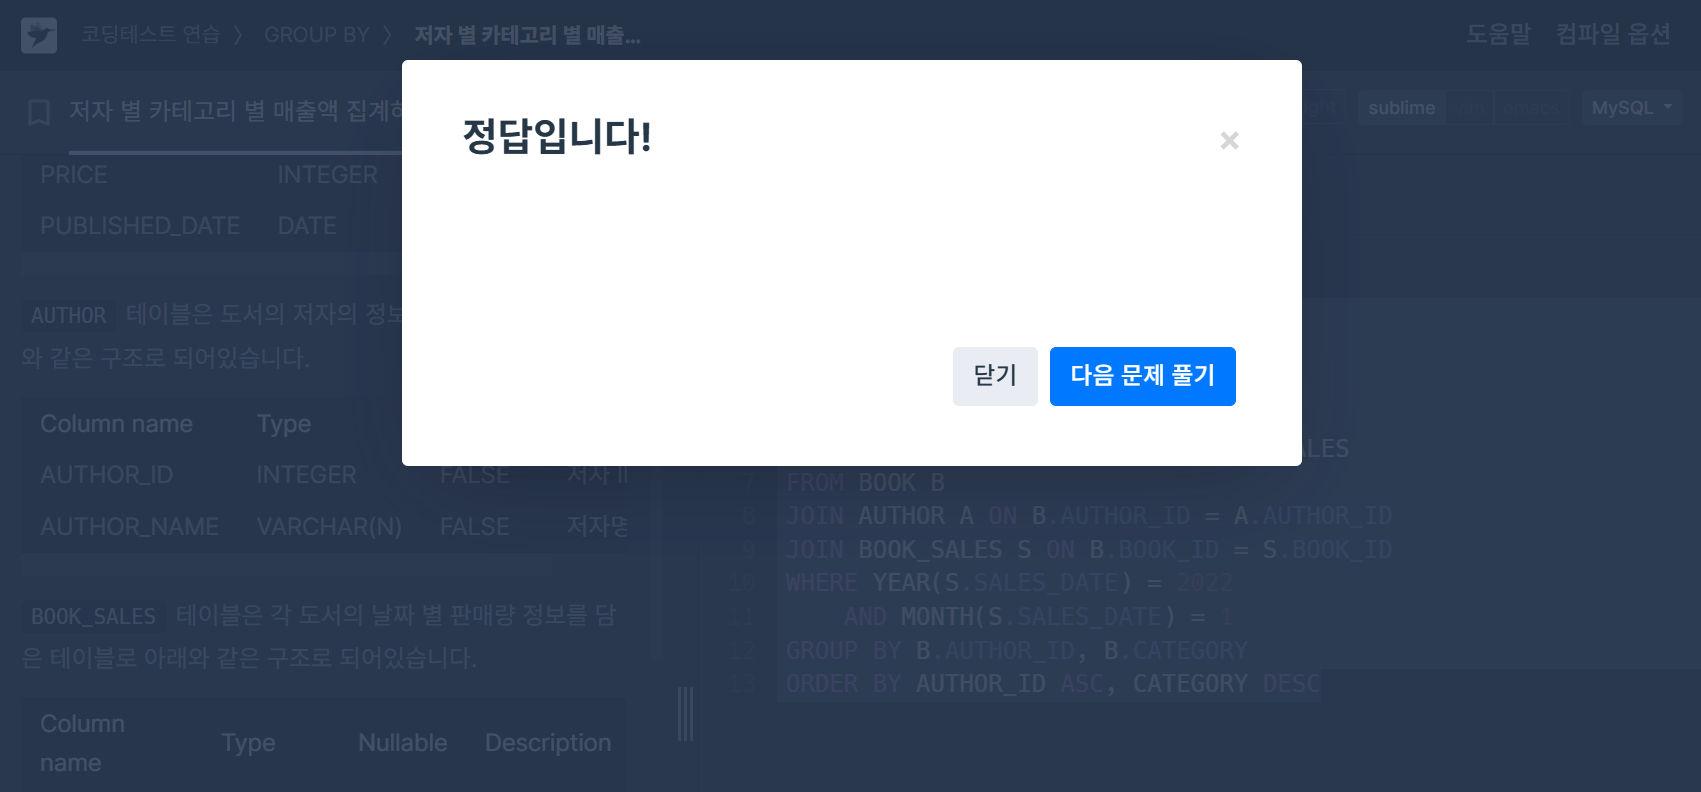 코딩테스트 연습 〉 GROUP BY 〉 저자 별 카테고리 별 매출...
도움말 컴파일 옵션
저자 별 카테고리 별 매출액 집계하
sublime vim emacs MySQL
정답입니다!
×
닫기 다음 문제 풀기
PRICE INTEGER
PUBLISHED_DATE DATE
AUTHOR 테이블은 도서의 저자의 정보
와 같은 구조로 되어있습니다.
Column name Type
AUTHOR_ID INTEGER FALSE 저자
AUTHOR_NAME VARCHAR(N) FALSE 저자명
BOOK_SALES 테이블은 각 도서의 날짜 별 판매량 정보를 담
은 테이블로 아래와 같은 구조로 되어있습니다.
Column name Type Nullable Description
ALES
7 FROM BOOK B
8 JOIN AUTHOR A ON B.AUTHOR_ID = A.AUTHOR_ID
9 JOIN BOOK_SALES S ON B.BOOK_ID = S.BOOK_ID
10 WHERE YEAR(S.SALES_DATE) = 2022
11 AND MONTH(S.SALES_DATE) = 1
12 GROUP BY B.AUTHOR_ID, B.CATEGORY
13 ORDER BY AUTHOR_ID ASC, CATEGORY DESC